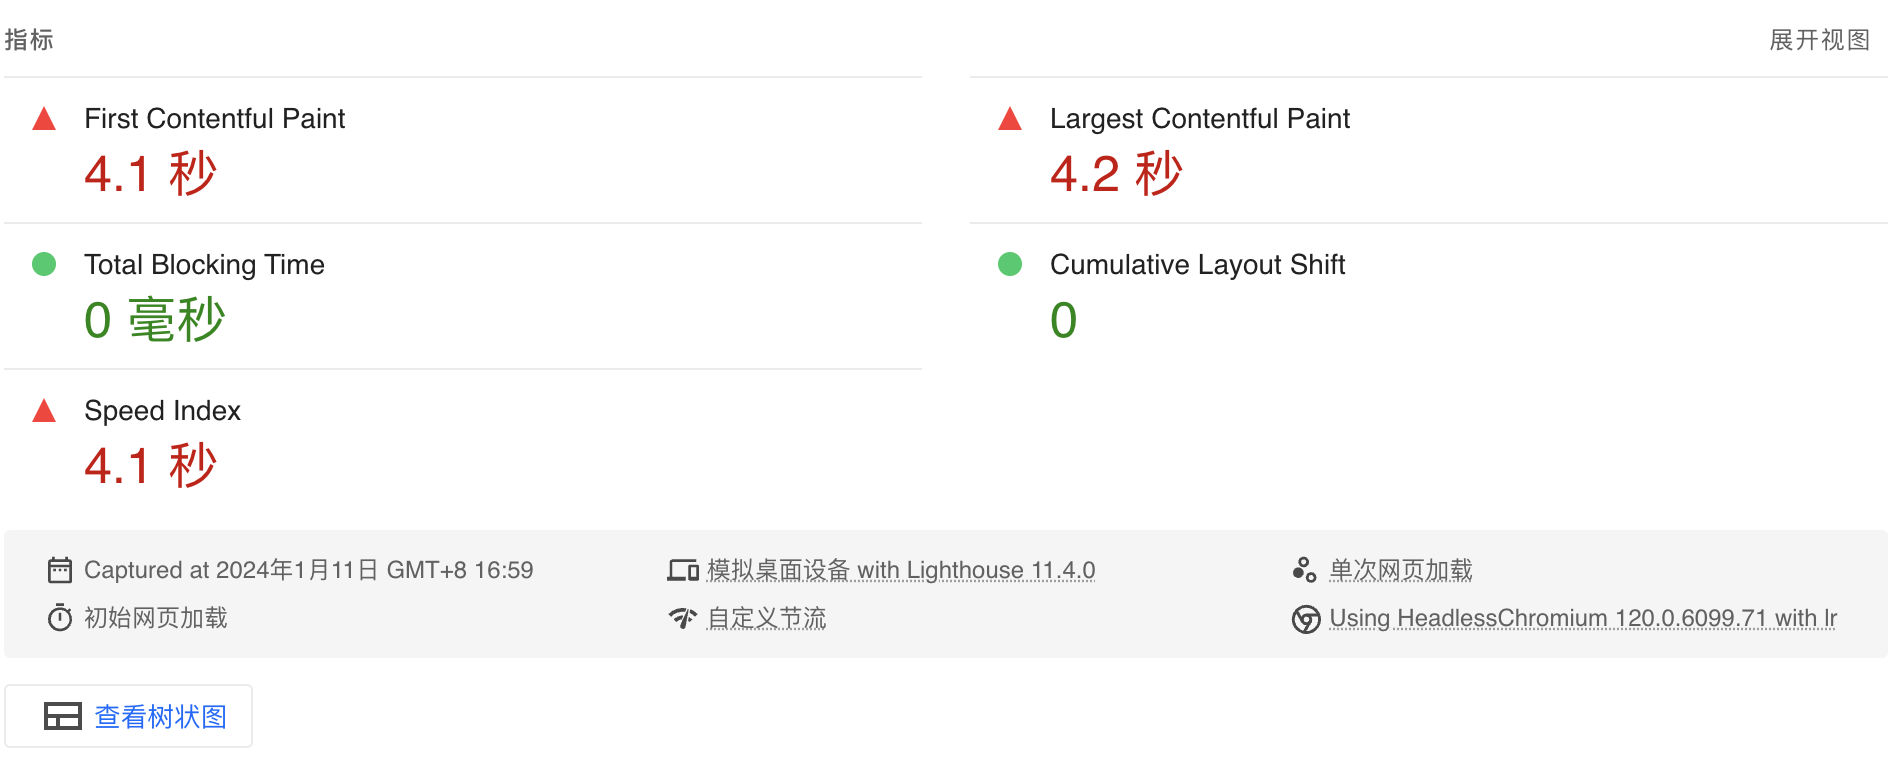 指标
展开视图
First Contentful Paint
4.1 秒
Largest Contentful Paint
4.2 秒
Total Blocking Time
0 毫秒
Cumulative Layout Shift
0
Speed Index
4.1 秒
Captured at 2024年1月11日 GMT+8 16:59
模拟桌面设备 with Lighthouse 11.4.0
单次网页加载
初始网页加载
自定义节流
Using HeadlessChromium 120.0.6099.71 with lr
查看树状图